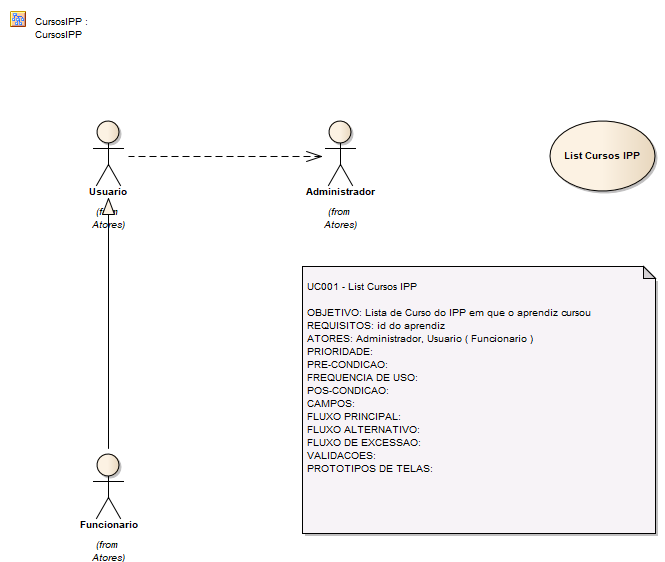 CursosIPP :
CursosIPP
Usuario
(from
Atores)
Administrador
(from
Atores)
List Cursos IPP
UC001 - List Cursos IPP
OBJETIVO: Lista de Curso do IPP em que o aprendiz cursou
REQUISITOS: id do aprendiz
ATORES: Administrador, Usuario ( Funcionario )
PRIORIDADE:
PRE-CONDICAO:
FREQUENCIA DE USO:
POS-CONDICAO:
CAMPOS:
FLUXO PRINCIPAL:
FLUXO ALTERNATIVO:
FLUXO DE EXCESSAO:
VALIDACOES:
PROTOTIPOS DE TELAS:
Funcionario
(from
Atores)